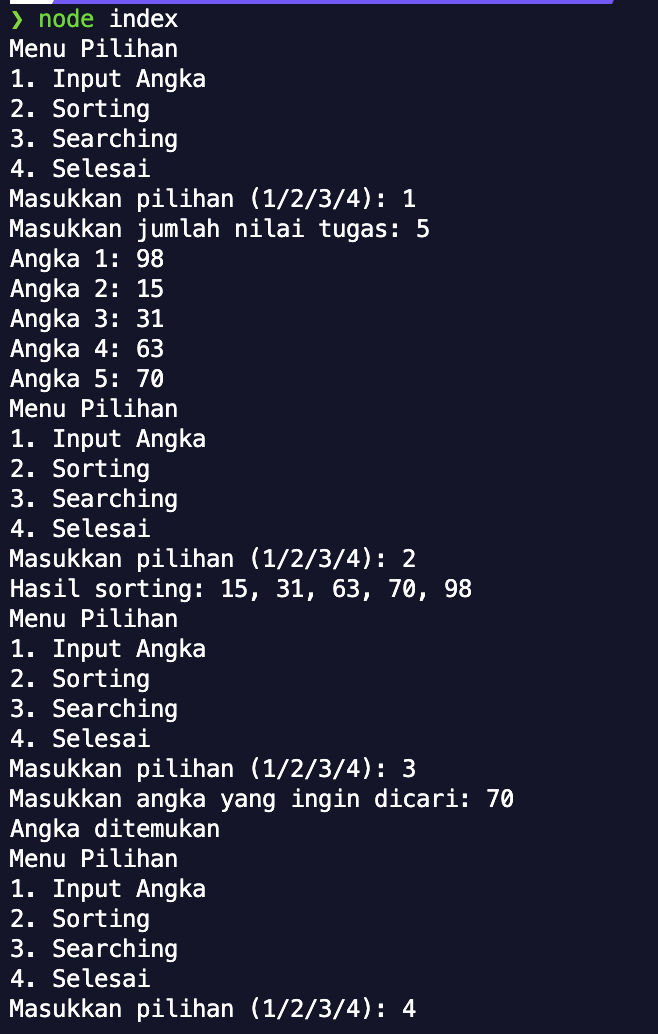 ❯ node index
Menu Pilihan
1. Input Angka
2. Sorting
3. Searching
4. Selesai
Masukkan pilihan (1/2/3/4): 1
Masukkan jumlah nilai tugas: 5
Angka 1: 98
Angka 2: 15
Angka 3: 31
Angka 4: 63
Angka 5: 70
Menu Pilihan
1. Input Angka
2. Sorting
3. Searching
4. Selesai
Masukkan pilihan (1/2/3/4): 2
Hasil sorting: 15, 31, 63, 70, 98
Menu Pilihan
1. Input Angka
2. Sorting
3. Searching
4. Selesai
Masukkan pilihan (1/2/3/4): 3
Masukkan angka yang ingin dicari: 70
Angka ditemukan
Menu Pilihan
1. Input Angka
2. Sorting
3. Searching
4. Selesai
Masukkan pilihan (1/2/3/4): 4